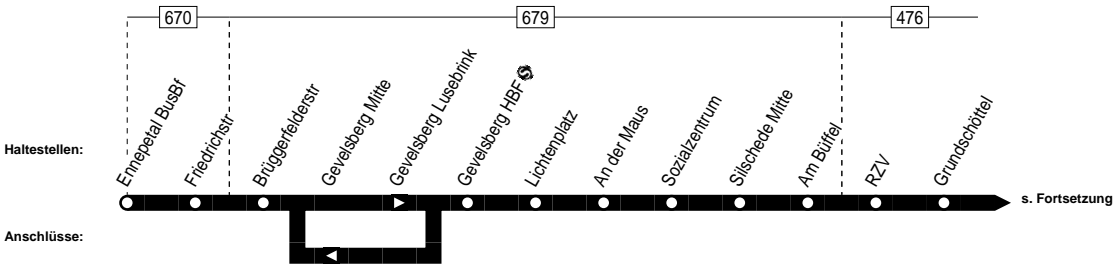 670 679 476
Haltestellen:
Ennepetal BusBf
Friedrichstr
Brüggerfelderstr
Gevelsberg Mitte
Gevelsberg Lusebrink
Gevelsberg HBF S
Lichtenplatz
An der Maus
Sozialzentrum
Silschede Mitte
Am Büffel
RZV
Grundschöttel
s. Fortsetzung
Anschlüsse: